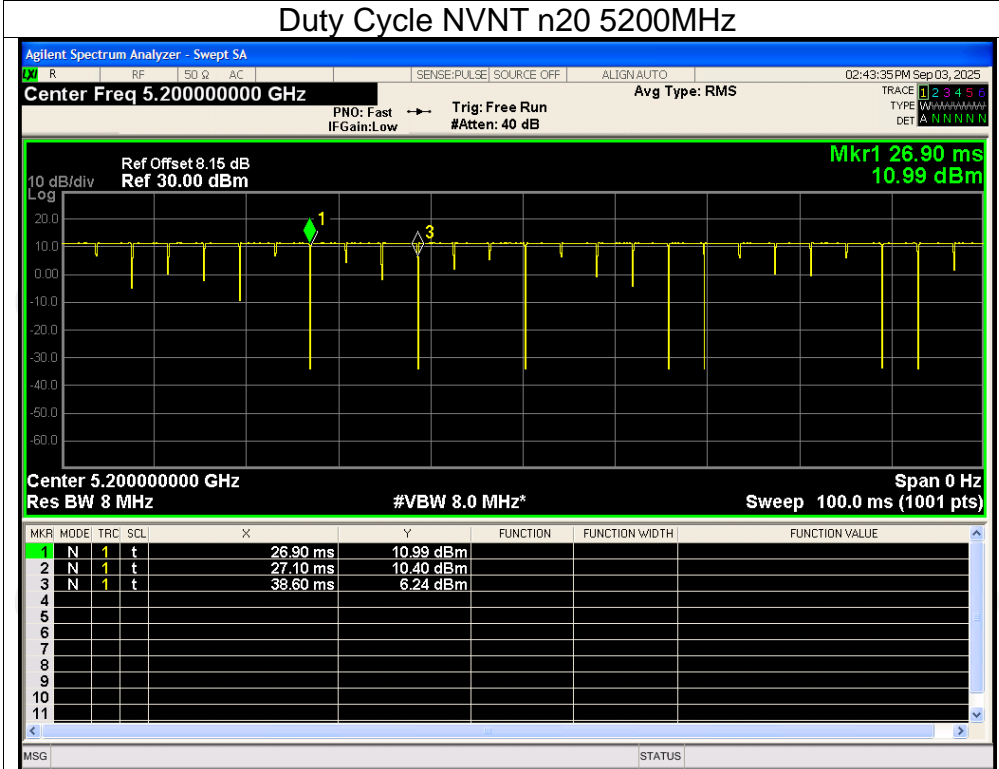 Duty Cycle NVNT n20 5200MHz
Agilent Spectrum Analyzer - Swept SA
LXI R RF 50 Ω AC SENSE:PULSE SOURCE OFF ALIGN AUTO 02:43:35 PM Sep 03, 2025
Center Freq 5.200000000 GHz Avg Type: RMS TRACE 1 2 3 4 5 6
PNO: Fast Trig: Free Run TYPE WWWWWW
IFGain:Low #Atten: 40 dB DET A N N N N N
Mkr1 26.90 ms
Ref Offset 8.15 dB
10 dB/div Ref 30.00 dBm 10.99 dBm
Log
20.0
10.0
0.00
-10.0
-20.0
-30.0
-40.0
-50.0
-60.0
1
3
Center 5.200000000 GHz Span 0 Hz
Res BW 8 MHz #VBW 8.0 MHz* Sweep 100.0 ms (1001 pts)
MKR MODE TRC SCL X Y FUNCTION FUNCTION WIDTH FUNCTION VALUE
1 N 1 t 26.90 ms 10.99 dBm
2 N 1 t 27.10 ms 10.40 dBm
3 N 1 t 38.60 ms 6.24 dBm
4
5
6
7
8
9
10
11
MSG STATUS